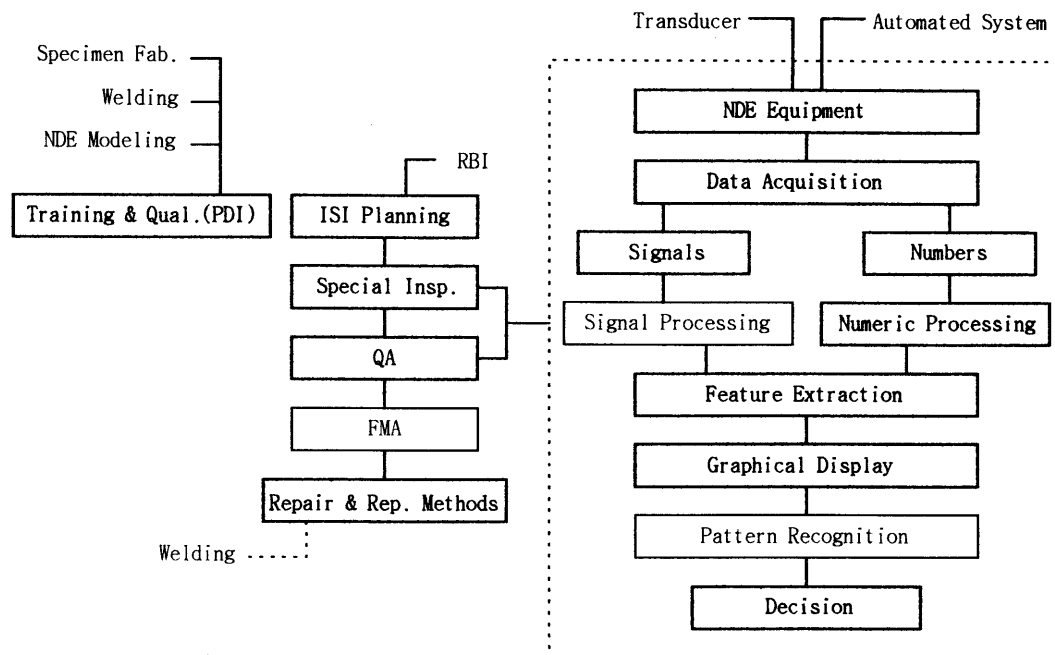 Transducer
Automated System
Specimen Fab.
Welding
NDE Modeling
Training & Qual.(PDI)
RBI
ISI Planning
Special Insp.
QA
FMA
Repair & Rep. Methods
Welding
NDE Equipment
Data Acquisition
Signals
Numbers
Signal Processing
Numeric Processing
Feature Extraction
Graphical Display
Pattern Recognition
Decision